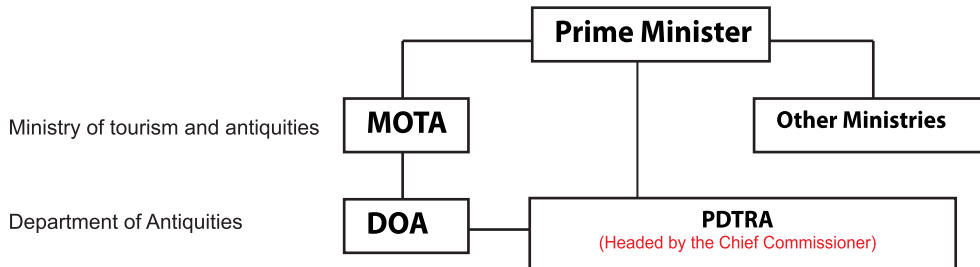 Prime Minister
Ministry of tourism and antiquities
MOTA
Other Ministries
Department of Antiquities
DOA
PDTRA
(Headed by the Chief Commissioner)